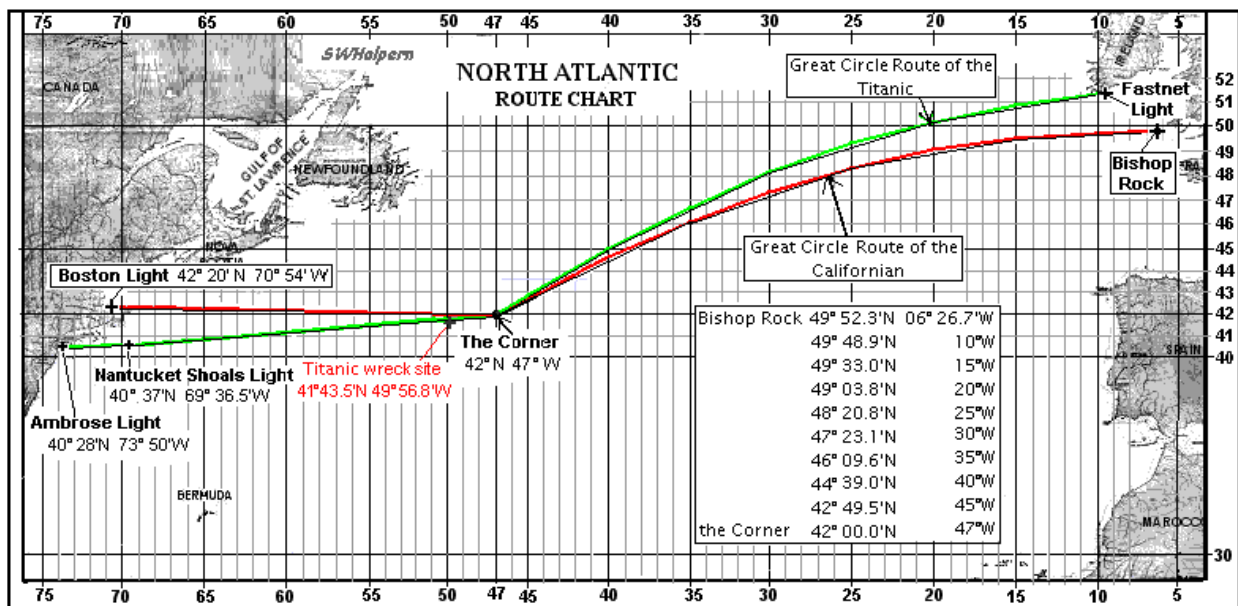 75 70 65 60 55 50 47 45 40 35 30 25 20 15 10 5
SWHalpern
NORTH ATLANTIC
ROUTE CHART
Great Circle Route of the
Titanic
IRELAND
CANADA
52
Fastnet
Light
51
50
GULF OF
ST LAWRENCE
NEWFOUNDLAND
49
Bishop
Rock
48
47
46
45
NOVA
Great Circle Route of the
Californian
Boston Light 42° 20' N 70° 54' W
44
43
42
41
40
The Corner
42°N 47° W
Titanic wreck site
41°43.5'N 49°56.8'W
Nantucket Shoals Light
40° 37'N 69° 36.5'W
Ambrose Light
40° 28'N 73° 50'W
Bishop Rock 49° 52.3'N 06° 26.7'W
49° 48.9'N 10°W
49° 33.0'N 15°W
49° 03.8'N 20°W
48° 20.8'N 25°W
47° 23.1'N 30°W
46° 09.6'N 35°W
44° 39.0'N 40°W
42° 49.5'N 45°W
the Corner 42° 00.0'N 47°W
SPAIN
BERMUDA
MAROCCO
30
75 70 65 60 55 50 47 45 40 35 30 25 20 15 10 5